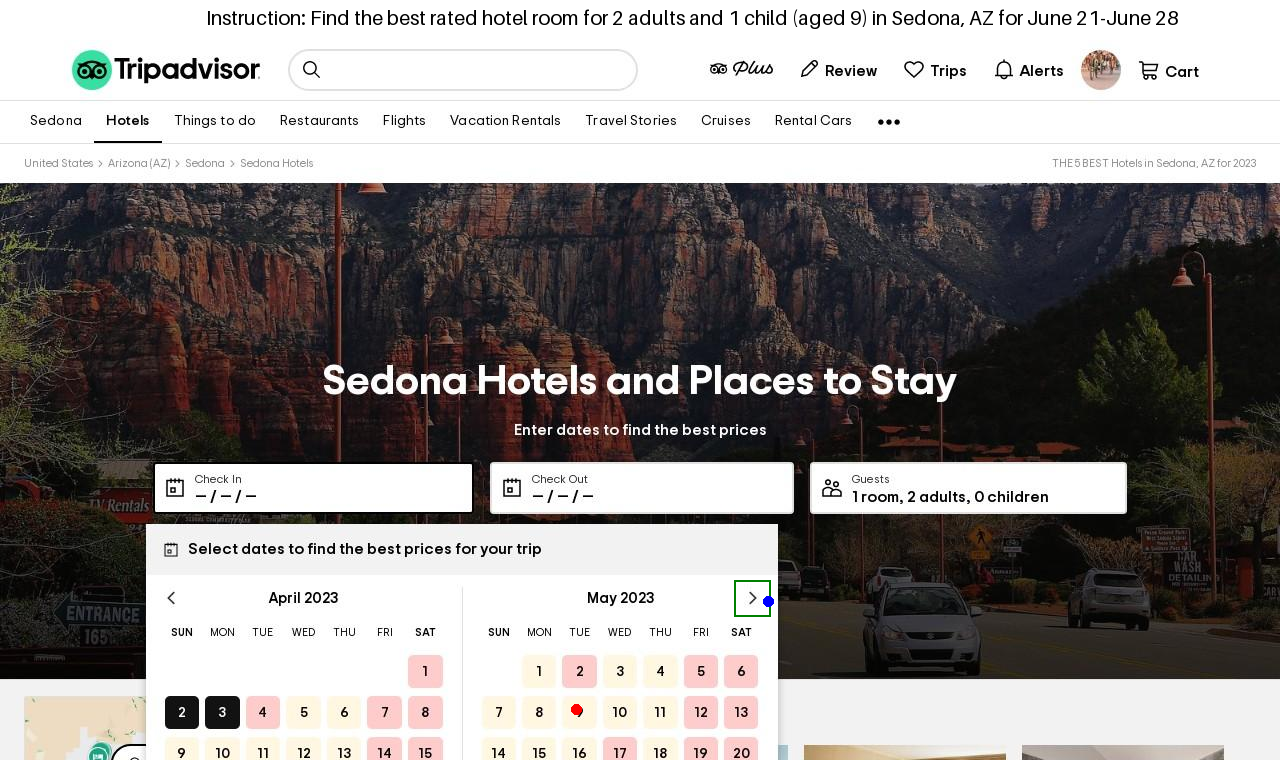 Instruction: Find the best rated hotel room for 2 adults and 1 child (aged 9) in Sedona, AZ for June 21-June 28
Tripadvisor
Plus Review Trips Alerts Cart
Sedona Hotels Things to do Restaurants Flights Vacation Rentals Travel Stories Cruises Rental Cars
United States Arizona (AZ) Sedona Sedona Hotels
THE 5 BEST Hotels in Sedona, AZ for 2023
Sedona Hotels and Places to Stay
Enter dates to find the best prices
Check In
– / – / –
Check Out
– / – / –
Guests
1 room, 2 adults, 0 children
Rentals
ENTRANCE
165
CAR
WASH
DETAILING
Select dates to find the best prices for your trip
April 2023
SUN MON TUE WED THU FRI SAT
1
2 3 4 5 6 7 8
9 10 11 12 13 14 15
May 2023
SUN MON TUE WED THU FRI SAT
1 2 3 4 5 6
7 8 10 11 12 13
14 15 16 17 18 19 20